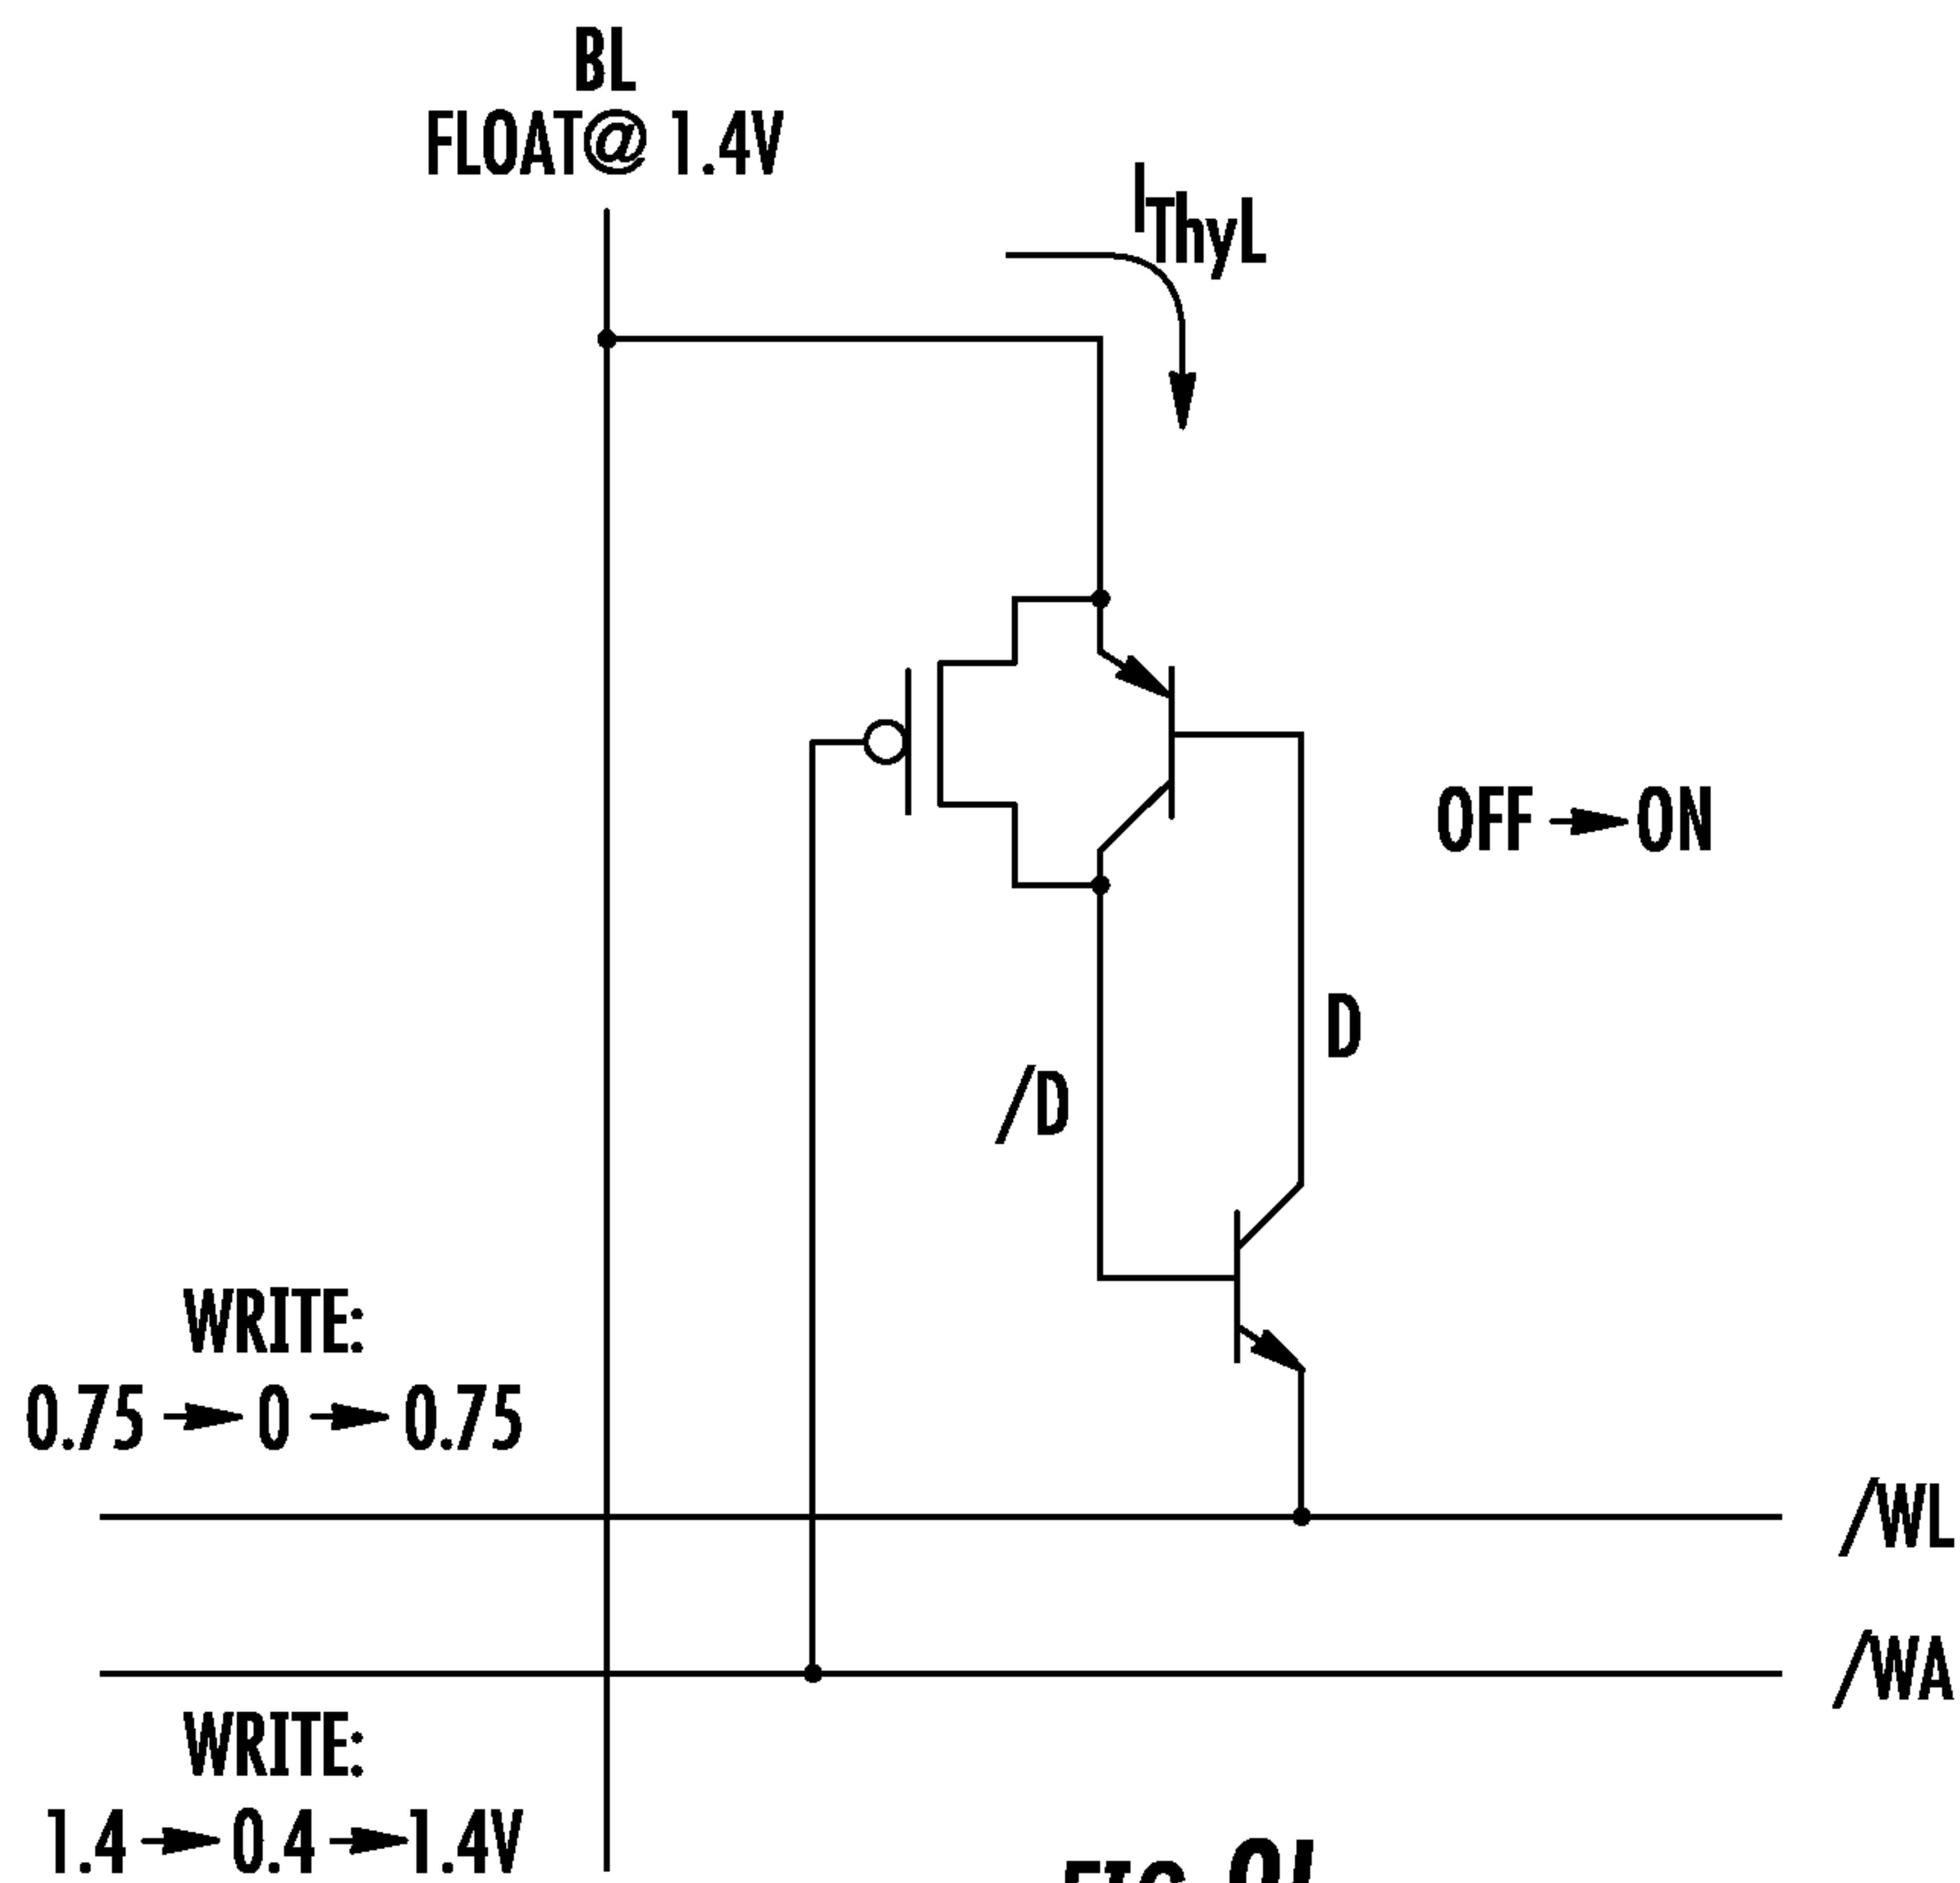 BL
FLOAT@ 1.4V
IThyL
OFF → ON
D
/D
WRITE:
0.75 → 0 → 0.75
/WL
/WA
WRITE:
1.4 → 0.4 → 1.4V